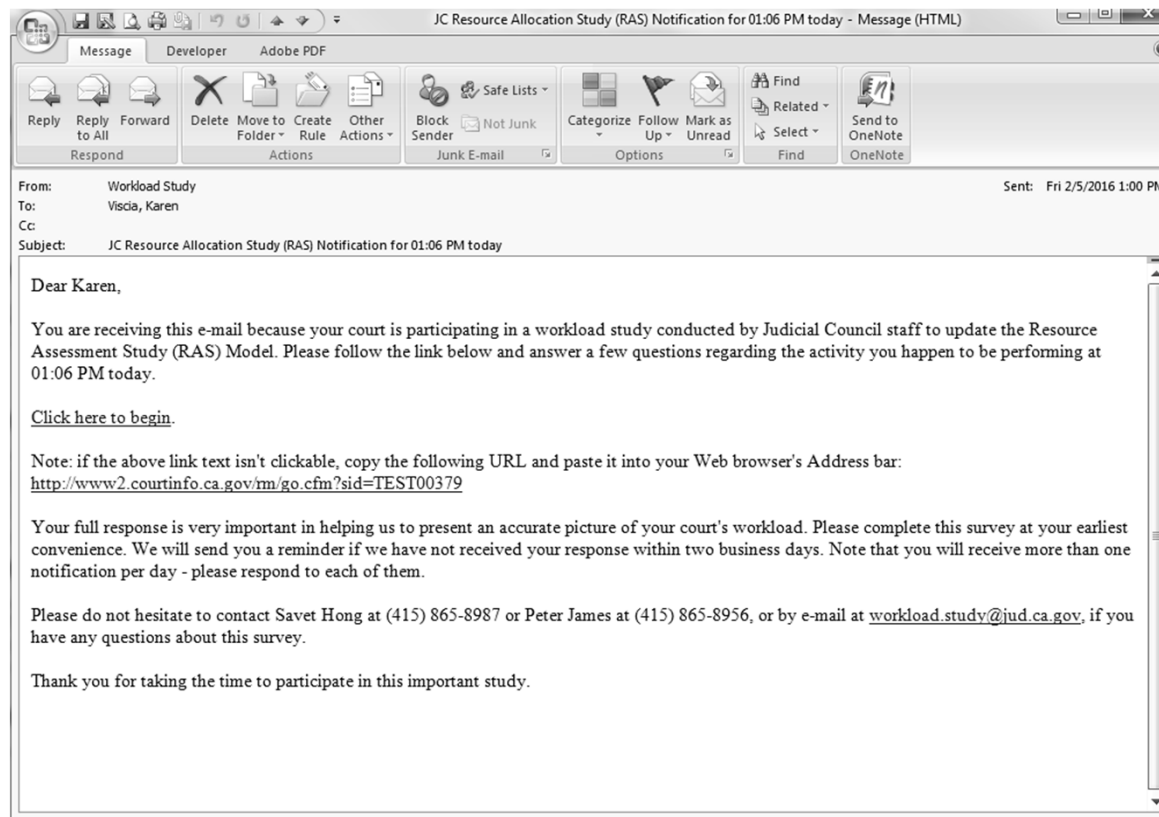 JC Resource Allocation Study (RAS) Notification for 01:06 PM today - Message (HTML)
Message Developer Adobe PDF
Reply
Reply to All
Forward
Delete
Move to Folder
Create Rule
Other Actions
Block Sender
Safe Lists
Not Junk
Categorize
Follow Up
Mark as Unread
Find
Related
Select
Send to OneNote
Respond Actions Junk E-mail Options Find OneNote
From: Workload Study Sent: Fri 2/5/2016 1:00 PM
To: Viscia, Karen
Cc:
Subject: JC Resource Allocation Study (RAS) Notification for 01:06 PM today
Dear Karen,
You are receiving this e-mail because your court is participating in a workload study conducted by Judicial Council staff to update the Resource
Assessment Study (RAS) Model. Please follow the link below and answer a few questions regarding the activity you happen to be performing at
01:06 PM today.
Click here to begin.
Note: if the above link text isn't clickable, copy the following URL and paste it into your Web browser's Address bar:
http://www2.courtinfo.ca.gov/rm/go.cfm?sid=TEST00379
Your full response is very important in helping us to present an accurate picture of your court's workload. Please complete this survey at your earliest
convenience. We will send you a reminder if we have not received your response within two business days. Note that you will receive more than one
notification per day - please respond to each of them.
Please do not hesitate to contact Savet Hong at (415) 865-8987 or Peter James at (415) 865-8956, or by e-mail at workload.study@jud.ca.gov, if you
have any questions about this survey.
Thank you for taking the time to participate in this important study.